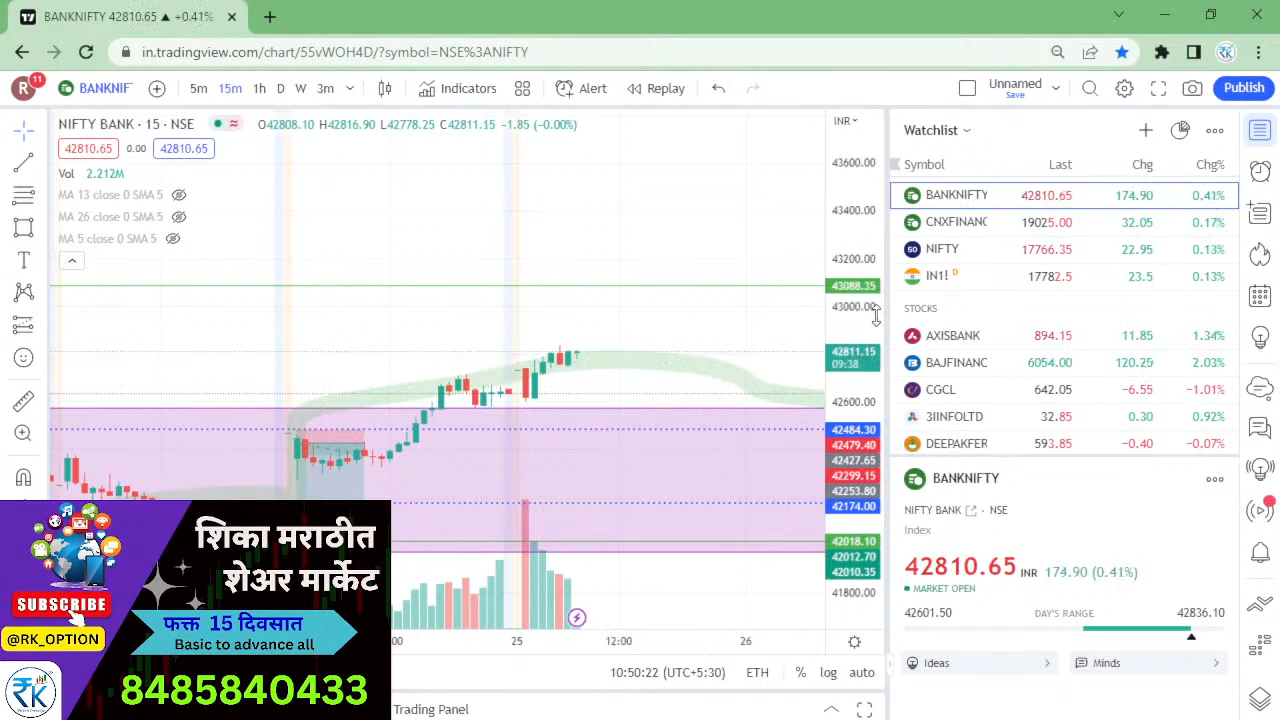 BANKNIFTY 42810.65 ▲ +0.41%
in.tradingview.com/chart/55vWOH4D/?symbol=NSE%3ANIFTY
R 11 BANKNIF 5m 15m 1h D W 3m Indicators Alert Replay Unnamed Save Publish
NIFTY BANK · 15 · NSE O42808.10 H42816.90 L42778.25 C42811.15 -1.85 (-0.00%)
42810.65 0.00 42810.65
Vol 2.212M
MA 13 close 0 SMA 5
MA 26 close 0 SMA 5
MA 5 close 0 SMA 5
INR
43600.00
43400.00
43200.00
43088.35
43000.00
42811.15
09:38
42600.00
42484.30
42479.40
42427.65
42299.15
42253.80
42174.00
42018.10
42012.70
42010.35
41800.00
25 12:00 26
10:50:22 (UTC+5:30) ETH % log auto
Trading Panel
Watchlist
Symbol Last Chg Chg%
BANKNIFTY 42810.65 174.90 0.41%
CNXFINANC 19025.00 32.05 0.17%
50 NIFTY 17766.35 22.95 0.13%
IN1! D 17782.5 23.5 0.13%
STOCKS
AXISBANK 894.15 11.85 1.34%
BAJFINANC 6054.00 120.25 2.03%
CGCL 642.05 -6.55 -1.01%
3IINFOLTD 32.85 0.30 0.92%
DEEPAKFER 593.85 -0.40 -0.07%
BANKNIFTY
NIFTY BANK · NSE
Index
42810.65 INR 174.90 (0.41%)
MARKET OPEN
42601.50 DAY'S RANGE 42836.10
Ideas Minds
शिका मराठीत
शेअर मार्केट
SUBSCRIBE
@RK_OPTION
फक्त 15 दिवसात
Basic to advance all
8485840433